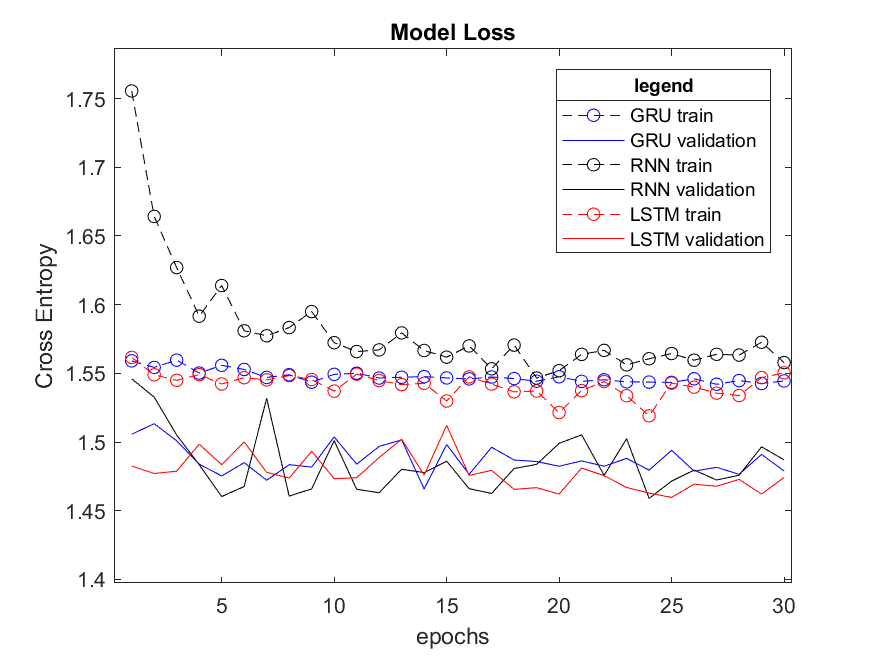 Model Loss
legend
GRU train
GRU validation
RNN train
RNN validation
LSTM train
LSTM validation
Cross Entropy
1.75
1.7
1.65
1.6
1.55
1.5
1.45
1.4
5 10 15 20 25 30
epochs